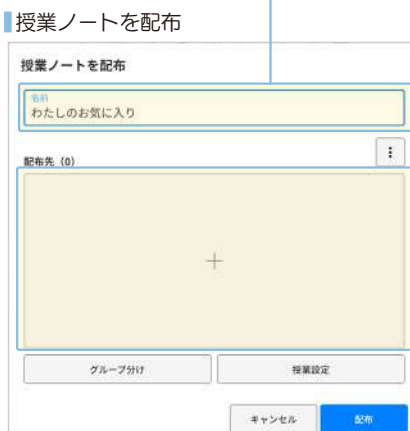 授業ノートを配布
授業ノートを配布
名前
わたしのお気に入り
配布先（0）
グループ分け
授業設定
キャンセル
配布